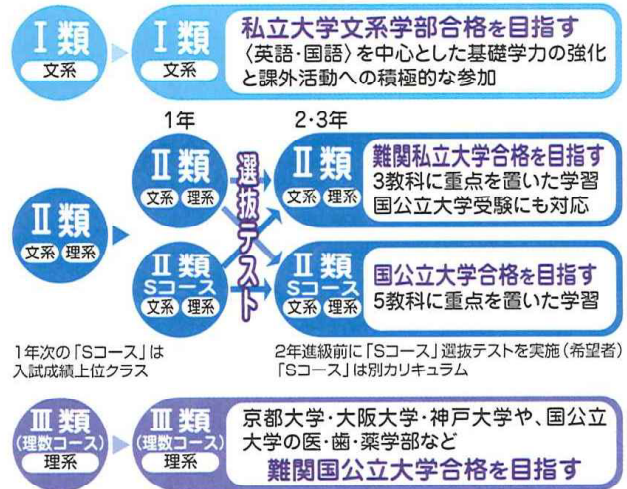 Ⅰ類
文系
Ⅰ類
文系
私立大学文系学部合格を目指す
〈英語・国語〉を中心とした基礎学力の強化
と課外活動への積極的な参加
1年
2・3年
Ⅱ類
文系 理系
Ⅱ類
文系 理系
Ⅱ類
Sコース
文系 理系
選抜テスト
Ⅱ類
文系 理系
難関私立大学合格を目指す
3教科に重点を置いた学習
国公立大学受験にも対応
Ⅱ類
Sコース
文系 理系
国公立大学合格を目指す
5教科に重点を置いた学習
1年次の「Sコース」は
入試成績上位クラス
2年進級前に「Sコース」選抜テストを実施(希望者)
「Sコース」は別カリキュラム
Ⅲ類
(理数コース)
理系
Ⅲ類
(理数コース)
理系
京都大学・大阪大学・神戸大学や、国公立
大学の医・歯・薬学部など
難関国公立大学合格を目指す